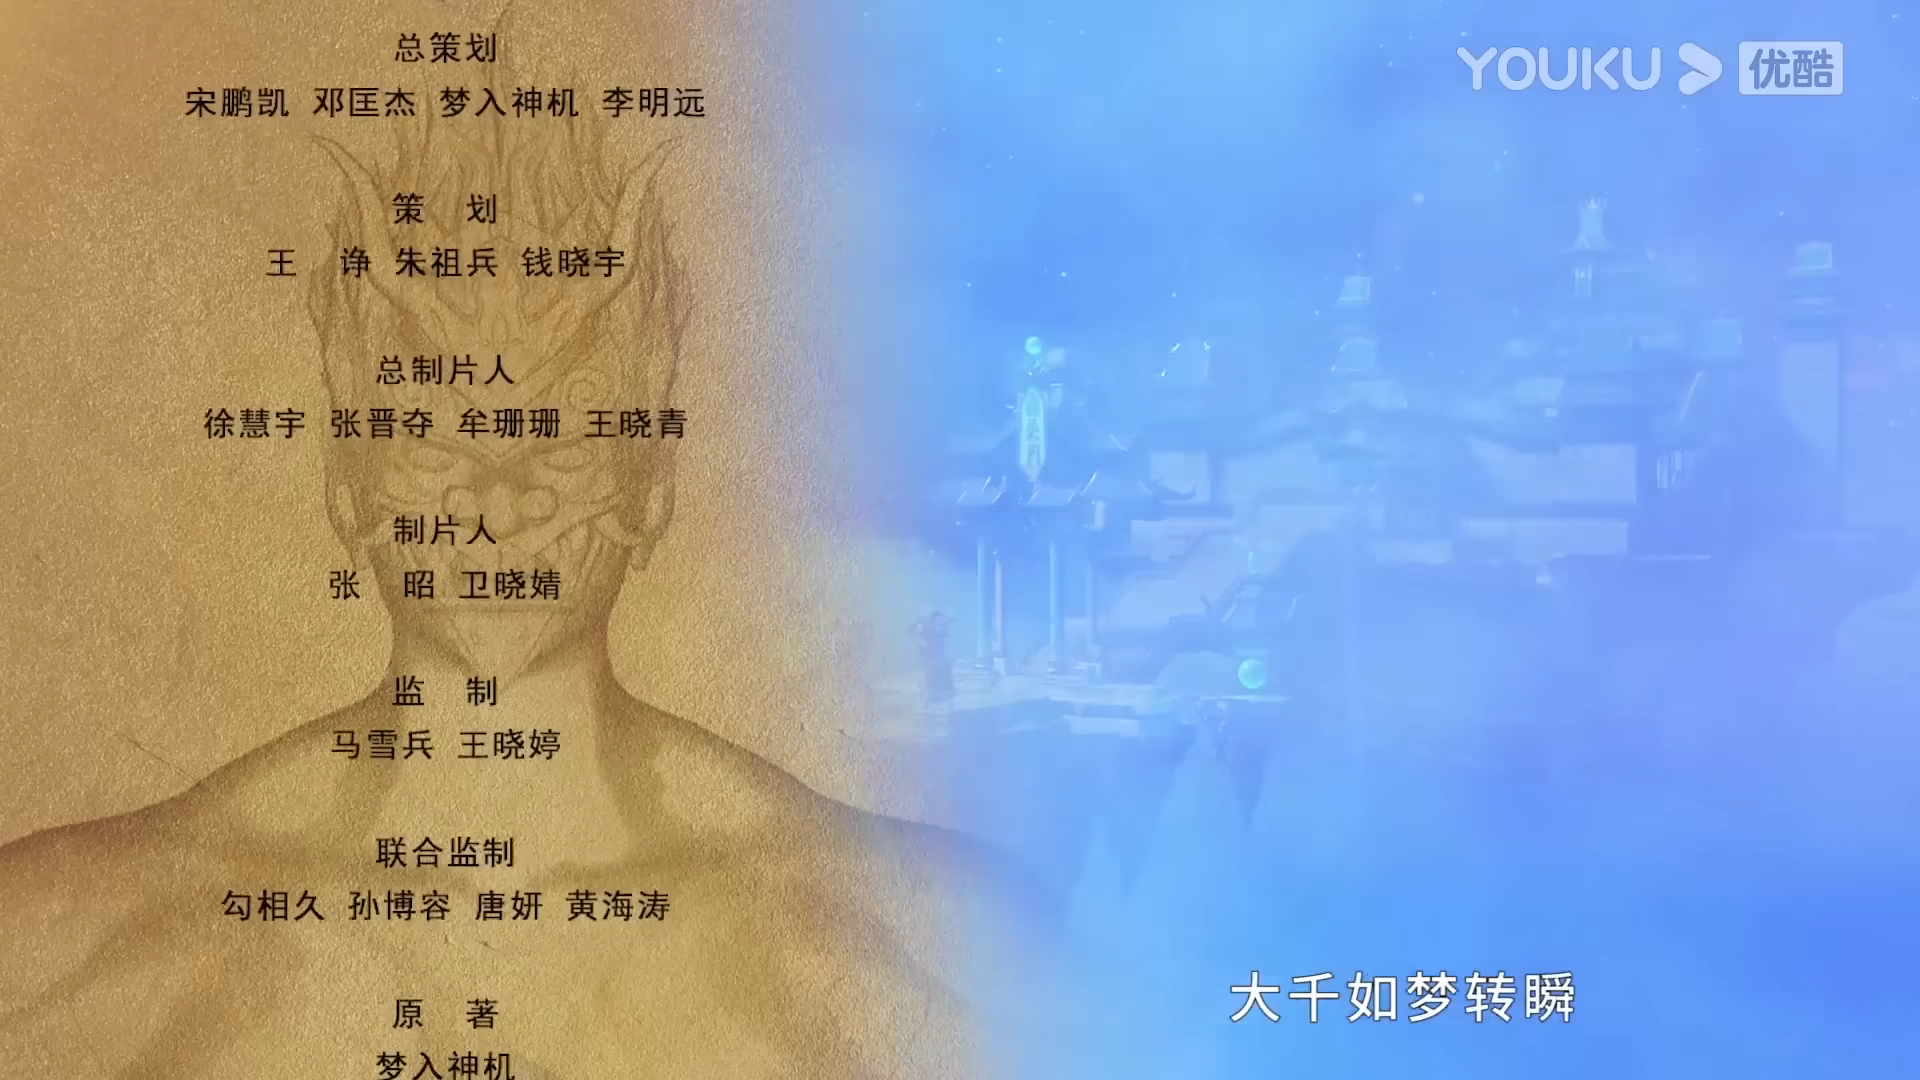 总策划
宋鹏凯 邓匡杰 梦入神机 李明远
策 划
王 诤 朱祖兵 钱晓宇
总制片人
徐慧宇 张晋夺 牟珊珊 王晓青
制片人
张 昭 卫晓婧
监 制
马雪兵 王晓婷
联合监制
勾相久 孙博容 唐妍 黄海涛
原 著
梦入神机
YOUKU 优酷
大千如梦转瞬